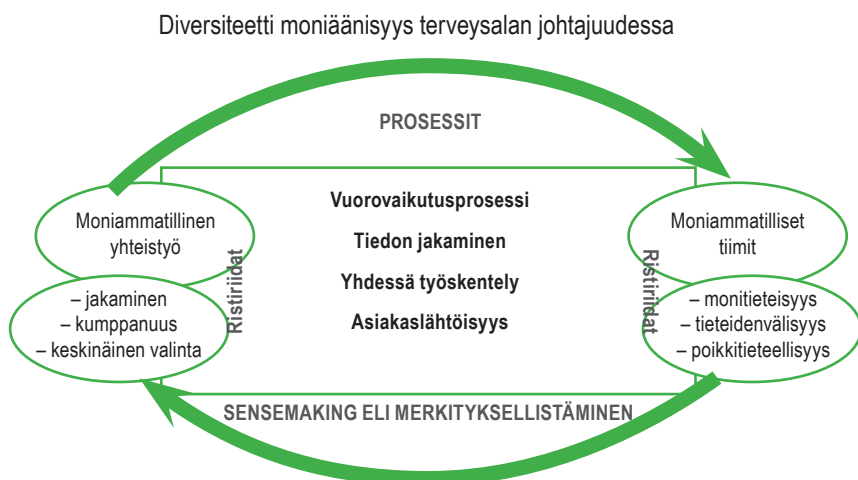 Diversiteetti moniäänisyys terveysalan johtajuudessa
PROSESSIT
Moniammatillinen
yhteistyö
– jakaminen
– kumppanuus
– keskinäinen valinta
Ristiriidat
Vuorovaikutusprosessi
Tiedon jakaminen
Yhdessä työskentely
Asiakaslähtöisyys
Ristiriidat
Moniammatilliset
tiimit
– monitieteisyys
– tieteidenvälisyys
– poikkitieteellisyys
SENSEMAKING ELI MERKITYKSELLISTÄMINEN